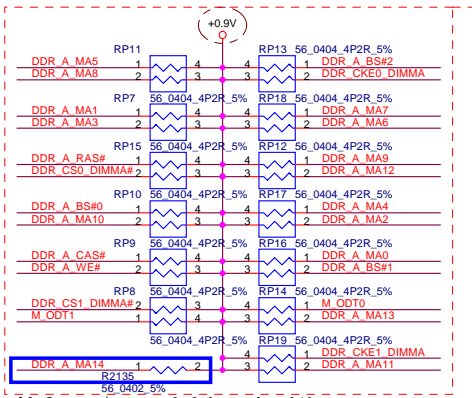 +0.9V
RP11 56_0404_4P2R_5% RP13 56_0404_4P2R_5%
DDR_A_MA5 1 4 4 1 DDR_A_BS#2
DDR_A_MA8 2 3 3 2 DDR_CKE0_DIMMA
RP7 56_0404_4P2R_5% RP18 56_0404_4P2R_5%
DDR_A_MA1 1 4 4 1 DDR_A_MA7
DDR_A_MA3 2 3 3 2 DDR_A_MA6
RP15 56_0404_4P2R_5% RP12 56_0404_4P2R_5%
DDR_A_RAS# 1 4 4 1 DDR_A_MA9
DDR_CS0_DIMMA# 2 3 3 2 DDR_A_MA12
RP10 56_0404_4P2R_5% RP17 56_0404_4P2R_5%
DDR_A_BS#0 1 4 4 1 DDR_A_MA4
DDR_A_MA10 2 3 3 2 DDR_A_MA2
RP9 56_0404_4P2R_5% RP16 56_0404_4P2R_5%
DDR_A_CAS# 1 4 4 1 DDR_A_MA0
DDR_A_WE# 2 3 3 2 DDR_A_BS#1
RP8 56_0404_4P2R_5% RP14 56_0404_4P2R_5%
DDR_CS1_DIMMA# 2 3 4 1 M_ODT0
M_ODT1 1 4 3 2 DDR_A_MA13
RP19 56_0404_4P2R_5%
4 1 DDR_CKE1_DIMMA
DDR_A_MA14 1 2 3 2 DDR_A_MA11
R2135
56_0402_5%